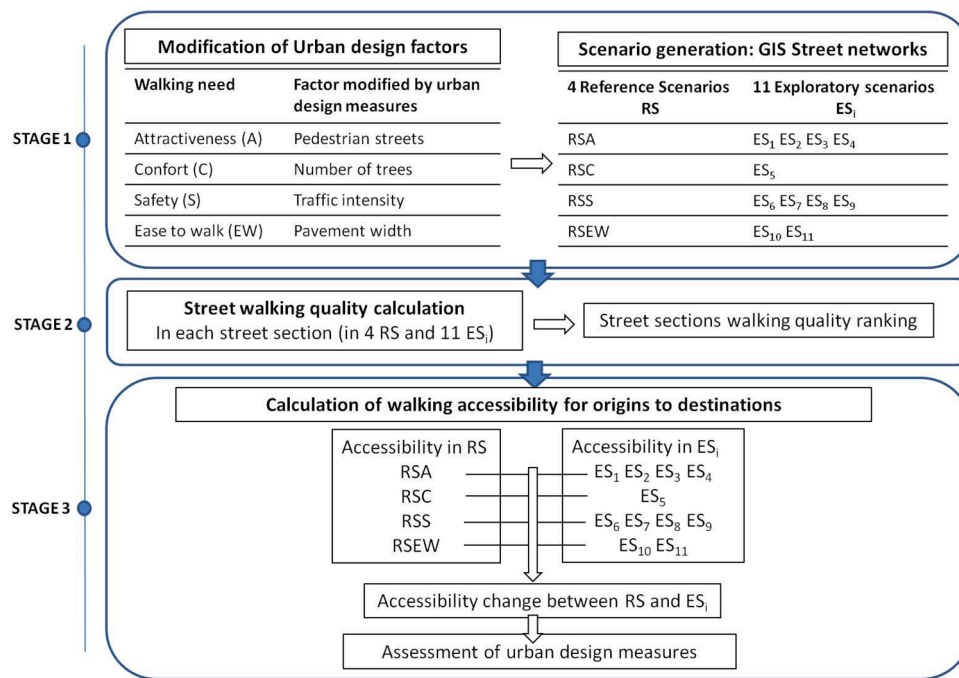 Modification of Urban design factors
Walking need
Factor modified by urban
design measures
Attractiveness (A)
Pedestrian streets
Confort (C)
Number of trees
Safety (S)
Traffic intensity
Ease to walk (EW)
Pavement width
Scenario generation: GIS Street networks
4 Reference Scenarios
RS
11 Exploratory scenarios
ESi
RSA
ES1 ES2 ES3 ES4
RSC
ES5
RSS
ES6 ES7 ES8 ES9
RSEW
ES10 ES11
STAGE 1
STAGE 2
Street walking quality calculation
In each street section (in 4 RS and 11 ESi)
Street sections walking quality ranking
STAGE 3
Calculation of walking accessibility for origins to destinations
Accessibility in RS
RSA
RSC
RSS
RSEW
Accessibility in ESi
ES1 ES2 ES3 ES4
ES5
ES6 ES7 ES8 ES9
ES10 ES11
Accessibility change between RS and ESi
Assessment of urban design measures